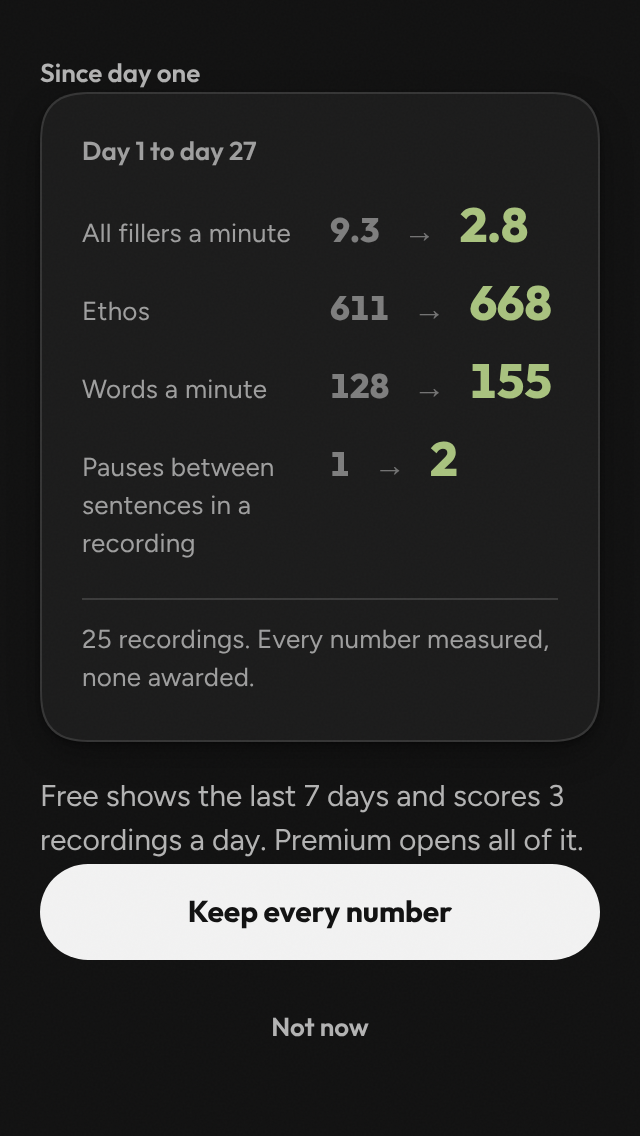 Since day one
Day 1 to day 27
All fillers a minute 9.3 → 2.8
Ethos 611 → 668
Words a minute 128 → 155
Pauses between 1 → 2
sentences in a
recording
25 recordings. Every number measured,
none awarded.
Free shows the last 7 days and scores 3
recordings a day. Premium opens all of it.
Keep every number
Not now